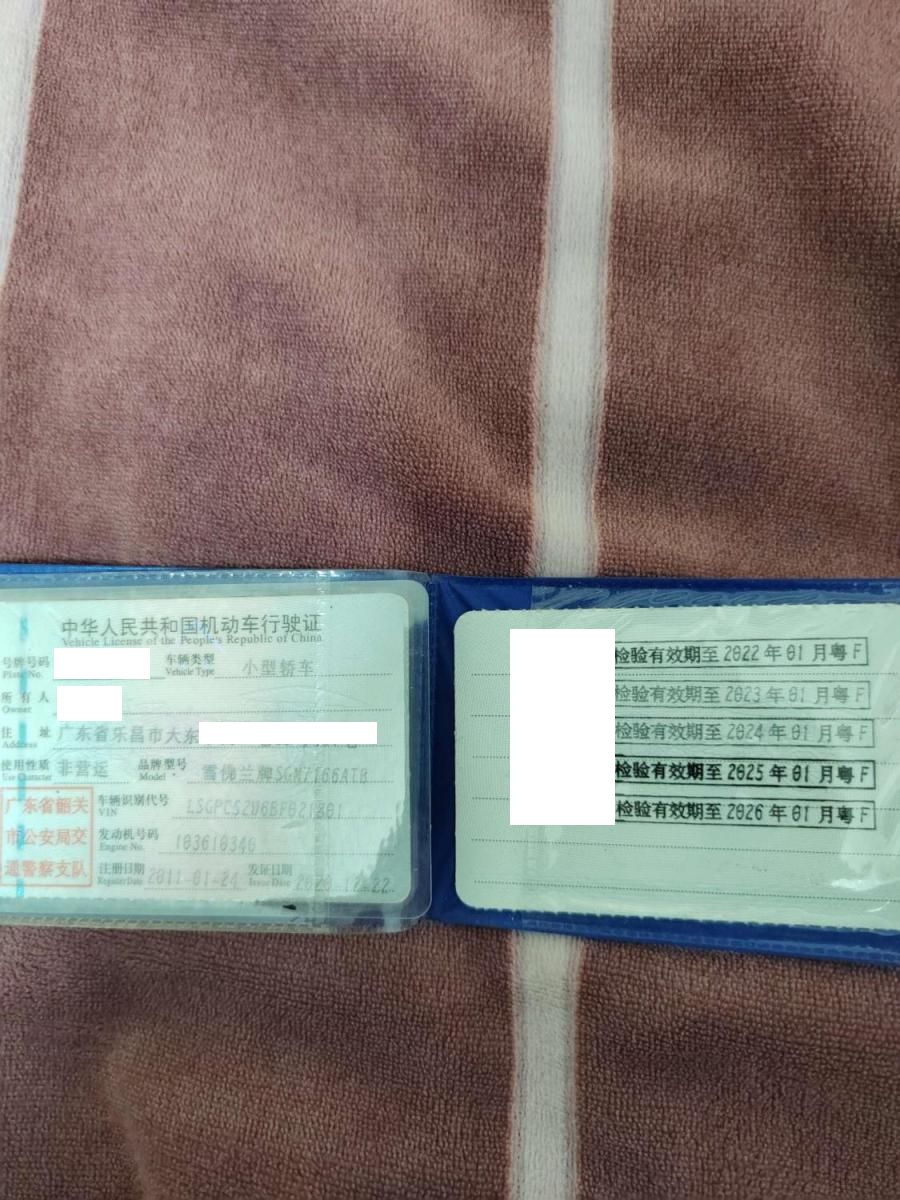 中华人民共和国机动车行驶证
Vehicle License of the People's Republic of China
号牌号码 Plate No. 车辆类型 Vehicle Type 小型轿车
所有人 Owner
住址 Address 广东省乐昌市大东
使用性质 Use Character 非营运 品牌型号 Model 雪佛兰牌SGM7166ATB
广东省韶关
市公安局交
通警察支队
车辆识别代号 VIN
发动机号码 Engine No. 103610340
注册日期 Register Date 2011-01-24 发证日期 Issue Date
检验有效期至 2022年01月粤F
检验有效期至 2023年01月粤F
检验有效期至 2024年01月粤F
检验有效期至 2025年01月粤F
检验有效期至 2026年01月粤F